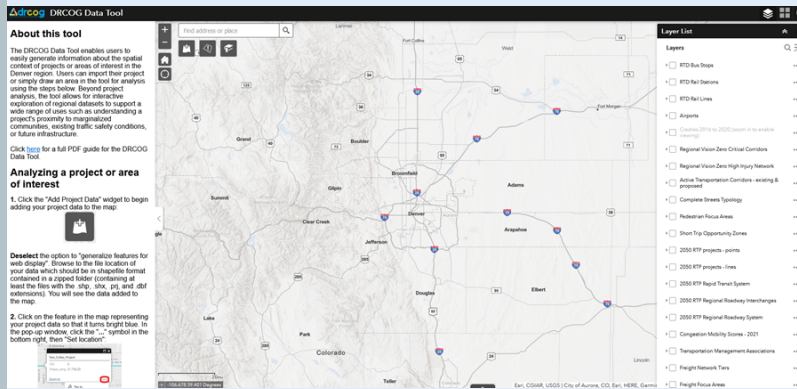 drcog DRCOG Data Tool
About this tool
The DRCOG Data Tool enables users to
easily generate information about the spatial
context of projects or areas of interest in the
Denver region. Users can import their project
or simply draw an area in the tool for analysis
using the steps below. Beyond project
analysis, the tool allows for interactive
exploration of regional datasets to support a
wide range of uses such as understanding a
project's proximity to marginalized
communities, existing traffic safety conditions,
or future infrastructure.
Click here for a full PDF guide for the DRCOG
Data Tool.
Analyzing a project or area
of interest
1. Click the "Add Project Data" widget to begin
adding your project data to the map:
Deselect the option to "generalize features for
web display". Browse to the file location of
your data which should be in shapefile format
contained in a zipped folder (containing at
least the files with the .shp, .shx, .prj, and .dbf
extensions). You will see the data added to
the map.
2. Click on the feature in the map representing
your project data so that it turns bright blue. In
the pop-up window, click the "..." symbol in the
bottom right, then "Set location"
Find address or place
Larimer
Fort Collins
Weld
Fort Morgan
Grand
Boulder
Broomfield
Gilpin
Adams
Summit
Denver
Clear Creek
Arapahoe
Jefferson
Douglas
Elbert
Lake
Park
Colorado
Lincoln
Teller
Layer List
Layers
RTD Bus Stops
RTD Rail Stations
RTD Rail Lines
Airports
Crashes 2016 to 2020 (zoom in to enable
viewing)
Regional Vision Zero Critical Corridors
Regional Vision Zero High Injury Network
Active Transportation Corridors - existing &
proposed
Complete Streets Typology
Pedestrian Focus Areas
Short Trip Opportunity Zones
2050 RTP projects - points
2050 RTP projects - lines
2050 RTP Rapid Transit System
2050 RTP Regional Roadway Interchanges
2050 RTP Regional Roadway System
Congestion Mobility Scores - 2021
Transportation Management Associations
Freight Network Tiers
Freight Focus Areas
Esri, CGIAR, USGS | City of Aurora, CO, Esri, HERE, Garmin